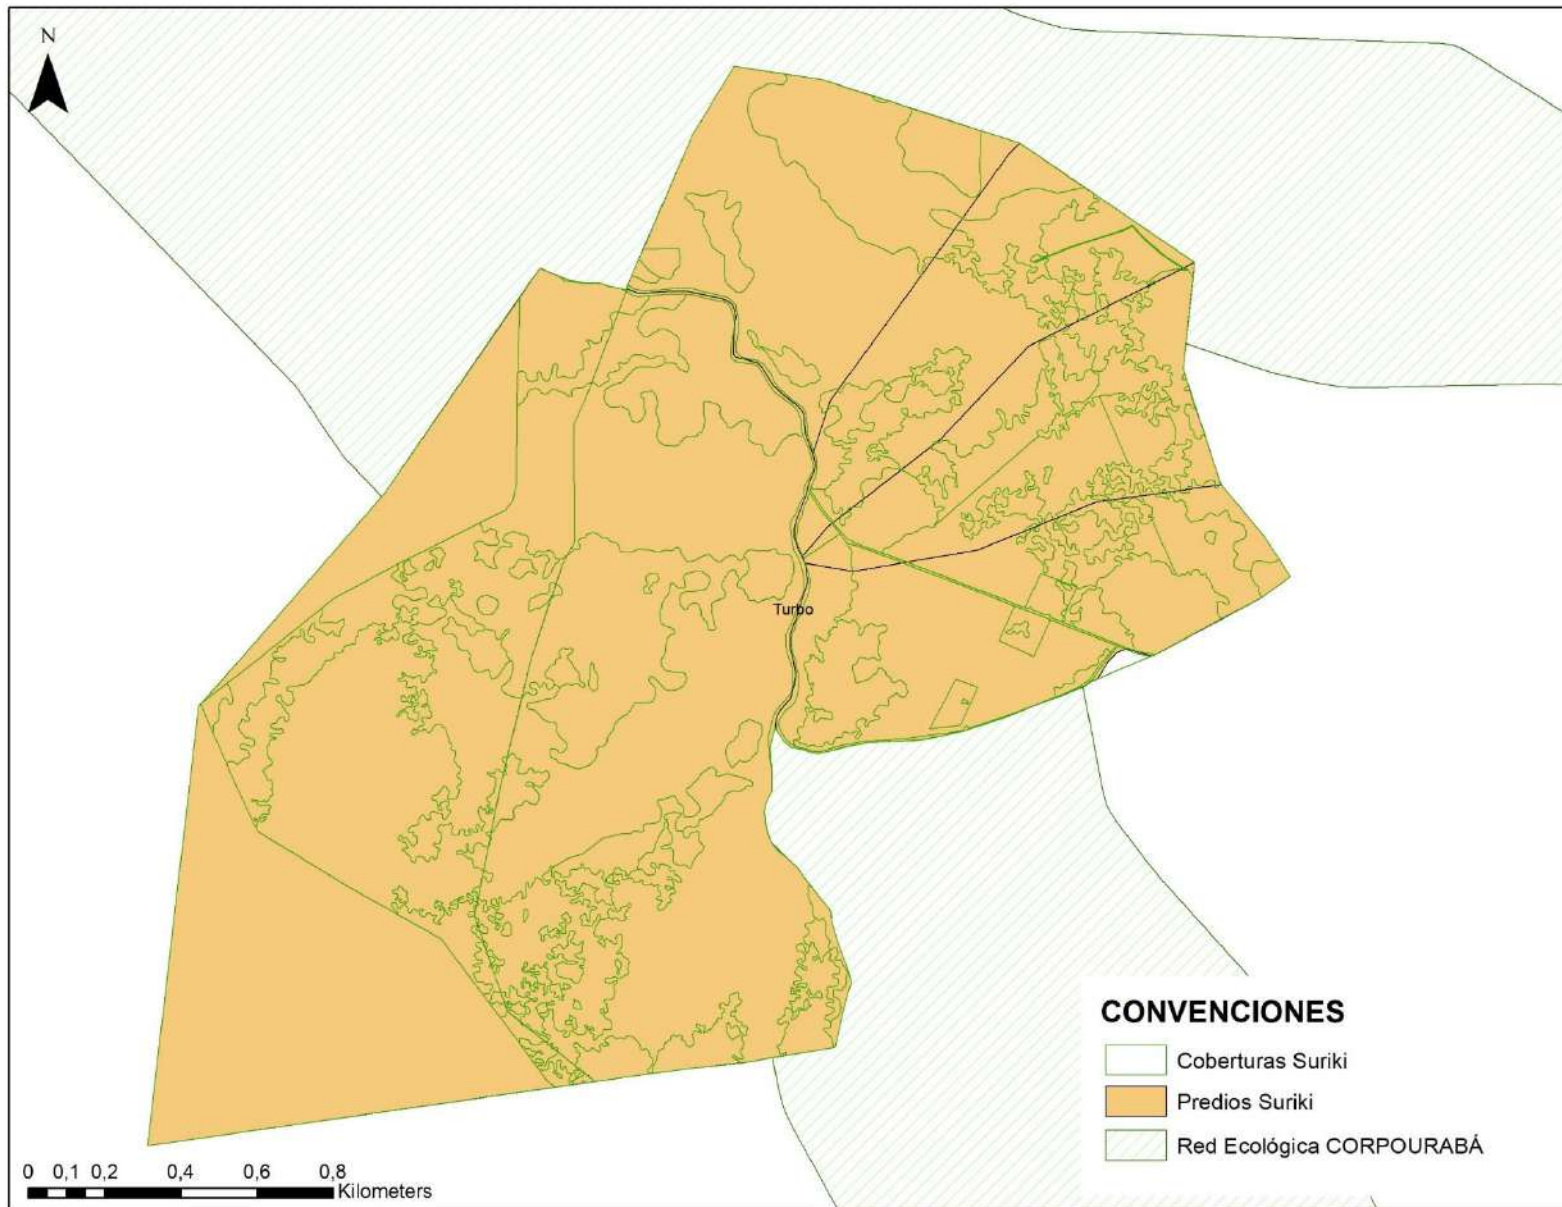 N
Turbo
CONVENCIONES
Coberturas Suriki
Predios Suriki
Red Ecológica CORPOURABÁ
0 0,1 0,2 0,4 0,6 0,8
Kilometers